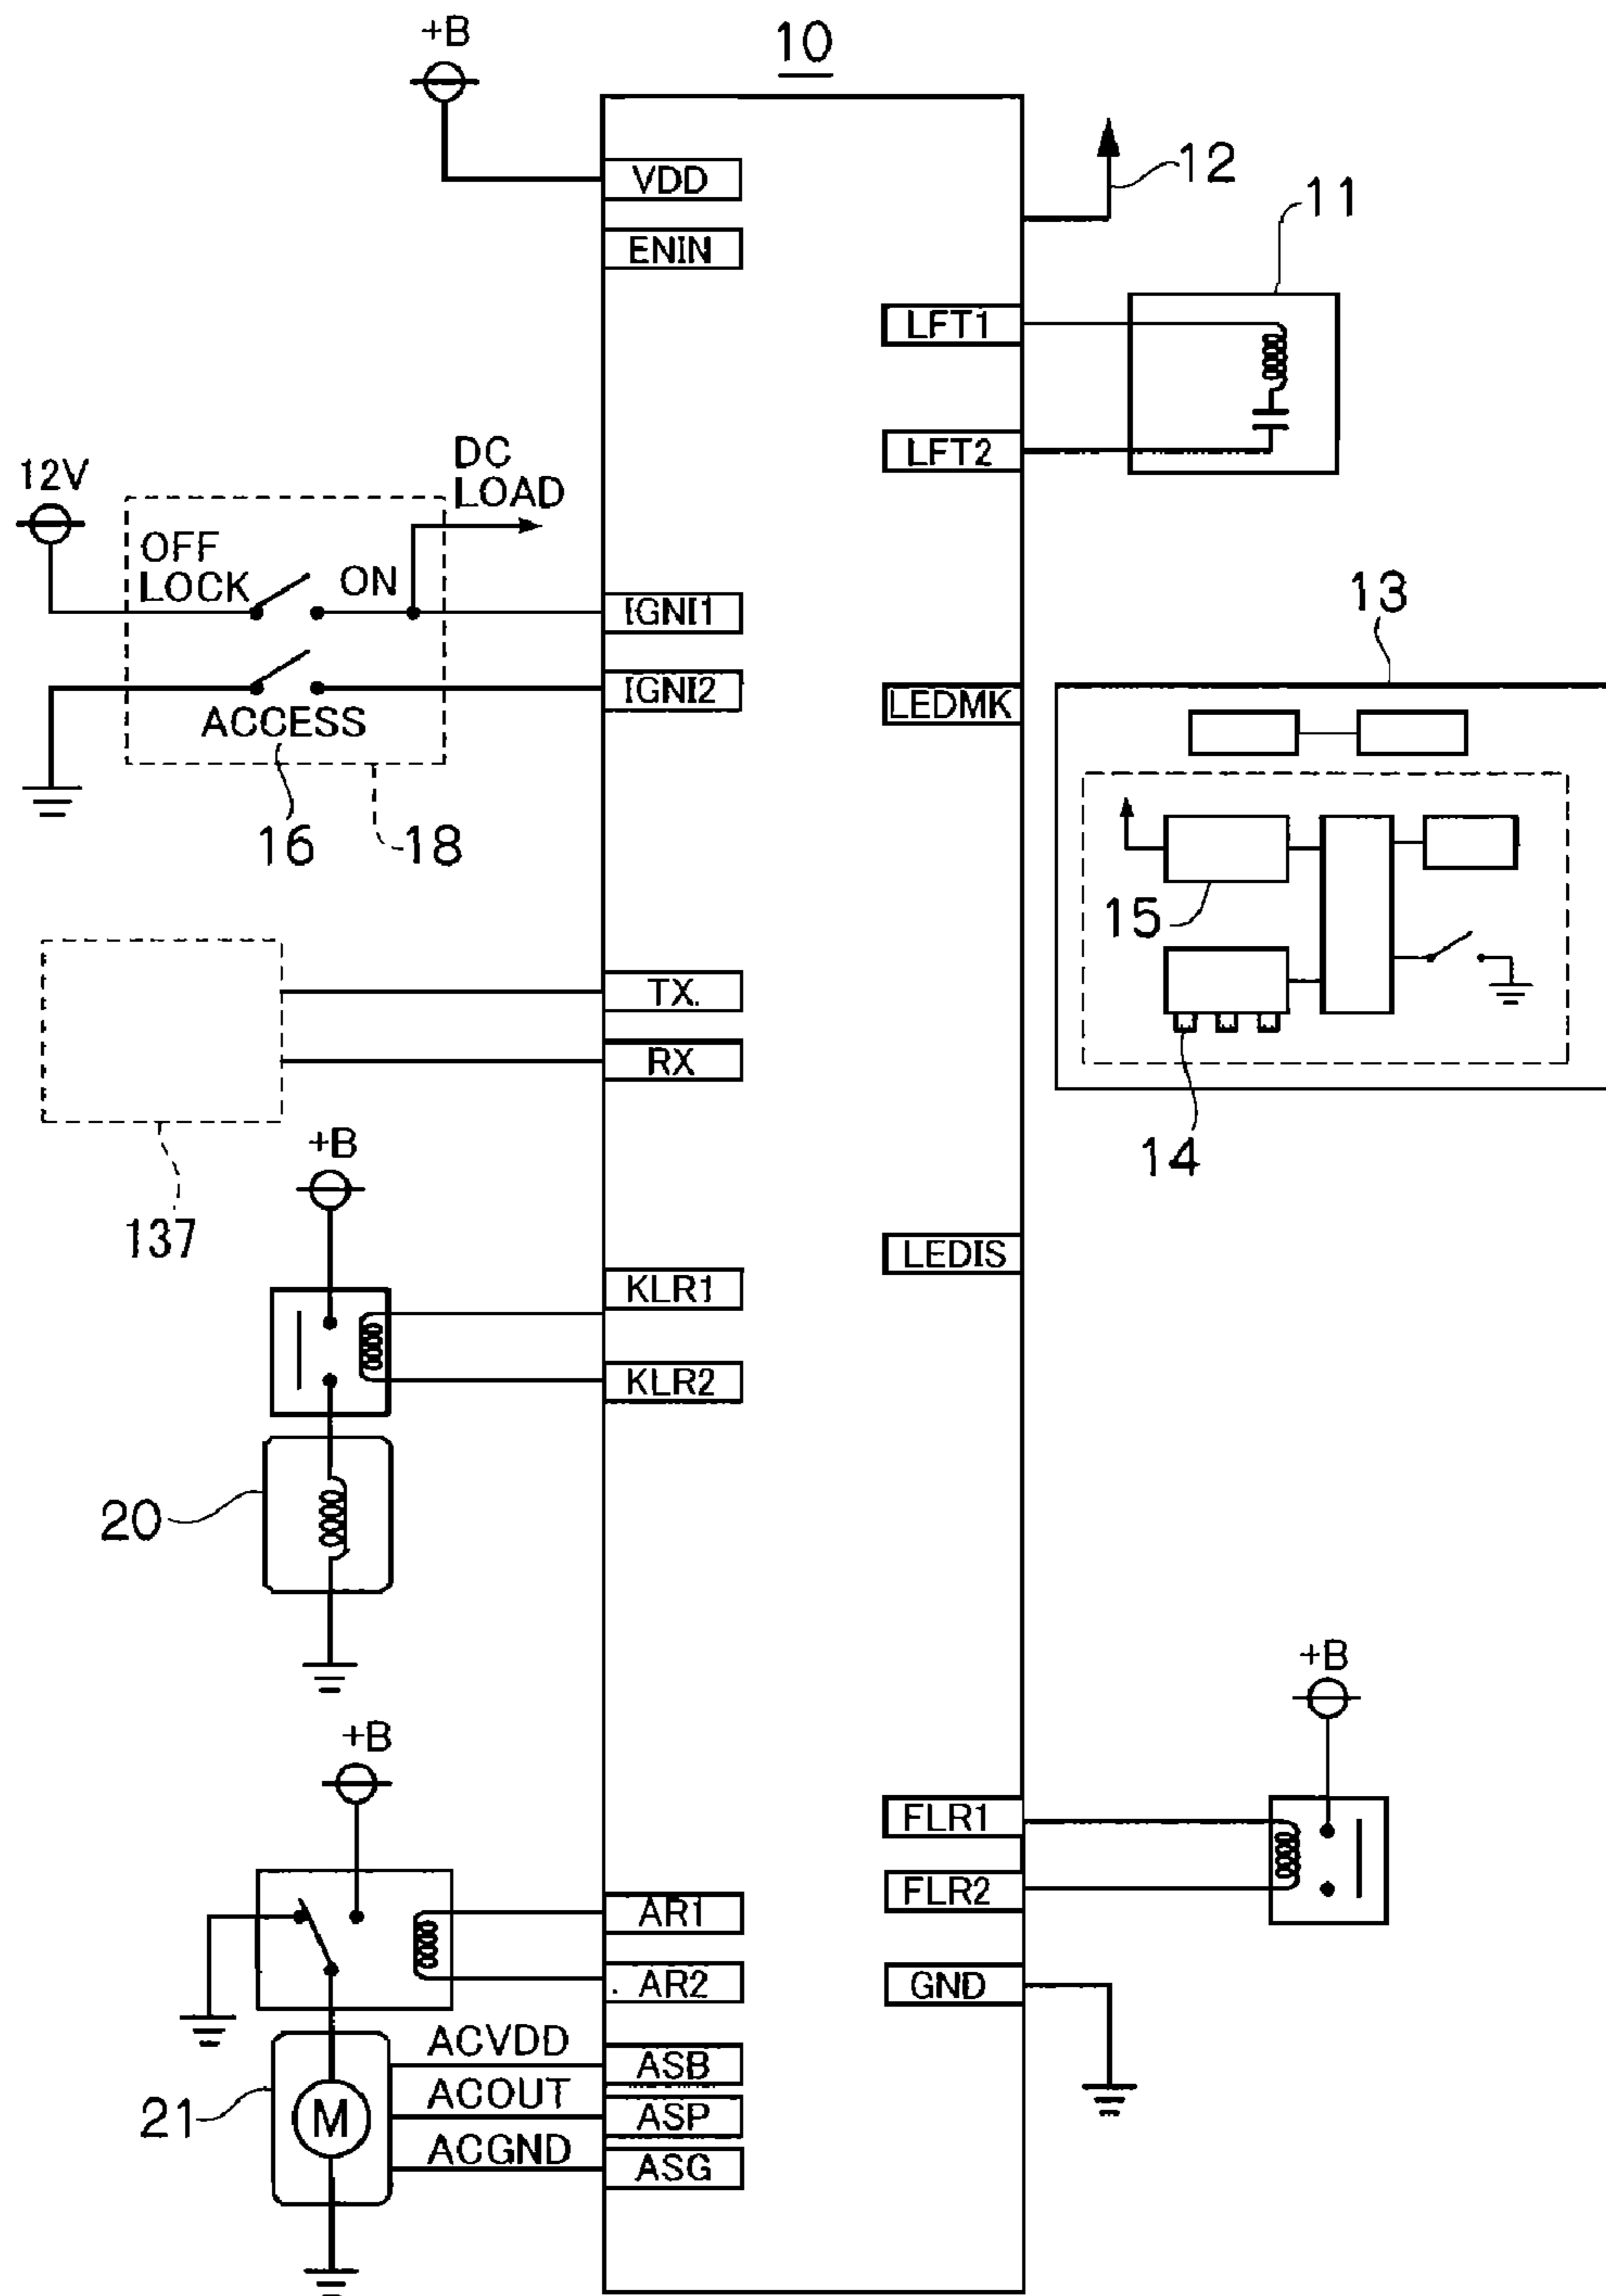 10
+B
VDD
ENIN
12
11
LFT1
LFT2
12V
DC
LOAD
OFF
LOCK
ON
IGNI1
IGNI2
ACCESS
16
18
LEDMK
13
15
14
TX.
RX
137
+B
KLR1
KLR2
LEDIS
20
+B
+B
FLR1
FLR2
AR1
. AR2
GND
ACVDD
ASB
ACOUT
ASP
ACGND
ASG
21
M